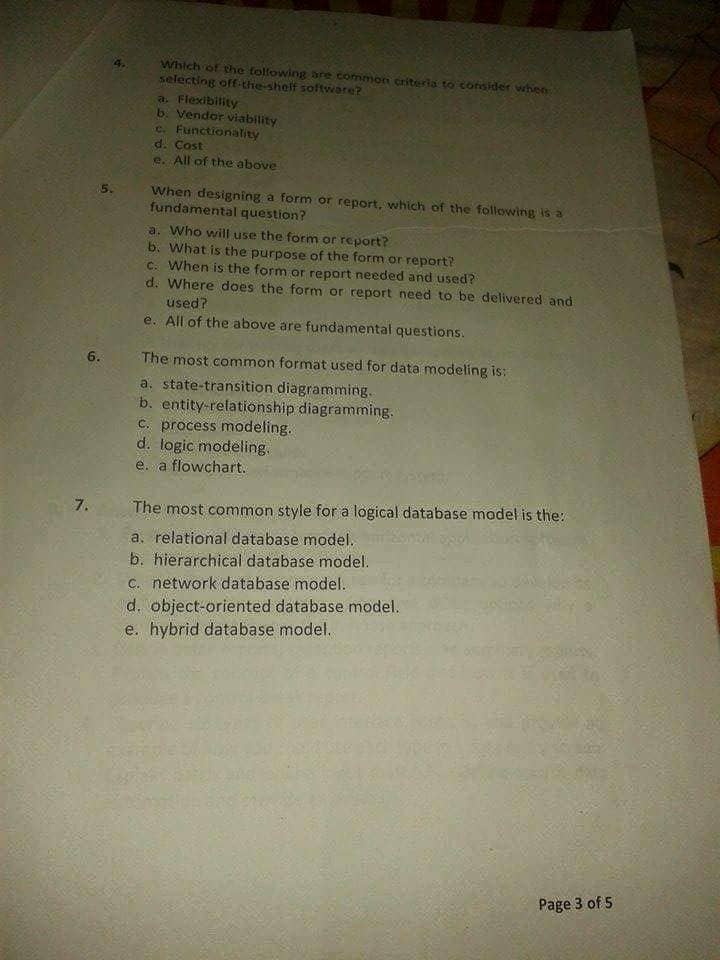 4. Which of the following are common criteria to consider when
selecting off-the-shelf software?
a. Flexibility
b. Vendor viability
c. Functionality
d. Cost
e. All of the above
5. When designing a form or report, which of the following is a
fundamental question?
a. Who will use the form or report?
b. What is the purpose of the form or report?
c. When is the form or report needed and used?
d. Where does the form or report need to be delivered and
used?
e. All of the above are fundamental questions.
6. The most common format used for data modeling is:
a. state-transition diagramming.
b. entity-relationship diagramming.
c. process modeling.
d. logic modeling.
e. a flowchart.
7. The most common style for a logical database model is the:
a. relational database model.
b. hierarchical database model.
c. network database model.
d. object-oriented database model.
e. hybrid database model.
Page 3 of 5